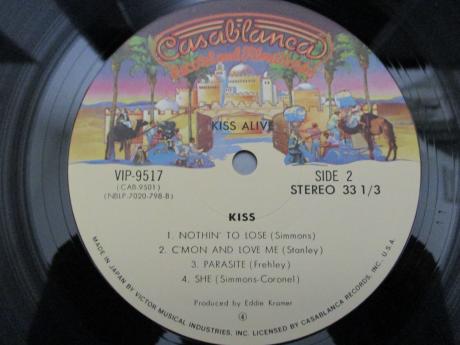 Casablanca
Record and FilmWorks
KISS ALIVE
VIP-9517
(CAB-9501)
(NBLP-7020-798-B)
SIDE 2
STEREO 33 1/3
KISS
1. NOTHIN' TO LOSE (Simmons)
2. C'MON AND LOVE ME (Stanley)
3. PARASITE (Frehley)
4. SHE (Simmons-Coronel)
Produced by Eddie Kramer
4
MADE IN JAPAN BY VICTOR MUSICAL INDUSTRIES, INC. LICENSED BY CASABLANCA RECORDS, INC., U.S.A.